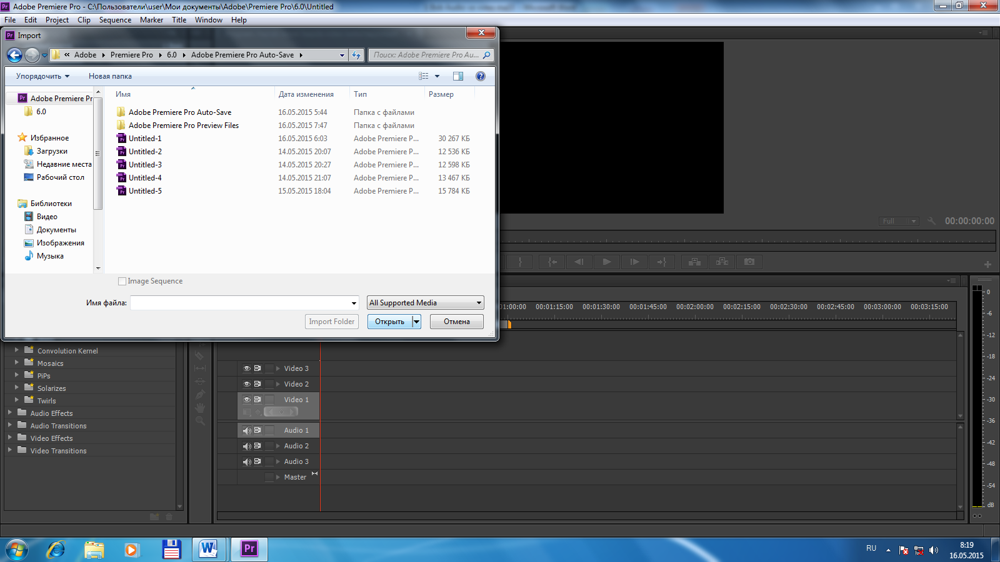 Adobe Premiere Pro - C:\Пользователи\user\Мои документы\Adobe\Premiere Pro\6.0\Untitled
File Edit Project Clip Sequence Marker Title Window Help
Import
« Adobe Premiere Pro 6.0 Adobe Premiere Pro Auto-Save
Поиск: Adobe Premiere Pro Au...
Упорядочить Новая папка
Имя Дата изменения Тип Размер
Adobe Premiere Pr
6.0
Избранное
Загрузки
Недавние места
Рабочий стол
Библиотеки
Видео
Документы
Изображения
Музыка
Adobe Premiere Pro Auto-Save 16.05.2015 5:44 Папка с файлами
Adobe Premiere Pro Preview Files 16.05.2015 7:47 Папка с файлами
Untitled-1 16.05.2015 6:03 Adobe Premiere P... 30 267 КБ
Untitled-2 14.05.2015 20:07 Adobe Premiere P... 12 536 КБ
Untitled-3 14.05.2015 20:27 Adobe Premiere P... 12 598 КБ
Untitled-4 14.05.2015 21:07 Adobe Premiere P... 13 467 КБ
Untitled-5 15.05.2015 18:04 Adobe Premiere P... 15 784 КБ
Image Sequence
Имя файла: All Supported Media
Import Folder Открыть Отмена
Full 00:00:00:00
01:00:00 00:01:15:00 00:01:30:00 00:01:45:00 00:02:00:00 00:02:15:00 00:02:30:00 00:02:45:00 00:03:00:00 00:03:15:00
Convolution Kernel
Mosaics
PiPs
Solarizes
Twirls
Audio Effects
Audio Transitions
Video Effects
Video Transitions
Video 3
Video 2
Video 1
Audio 1
Audio 2
Audio 3
Master
0
-6
-12
-18
-24
-30
-36
-42
-48
-54
dB
Pr
RU
8:19
16.05.2015